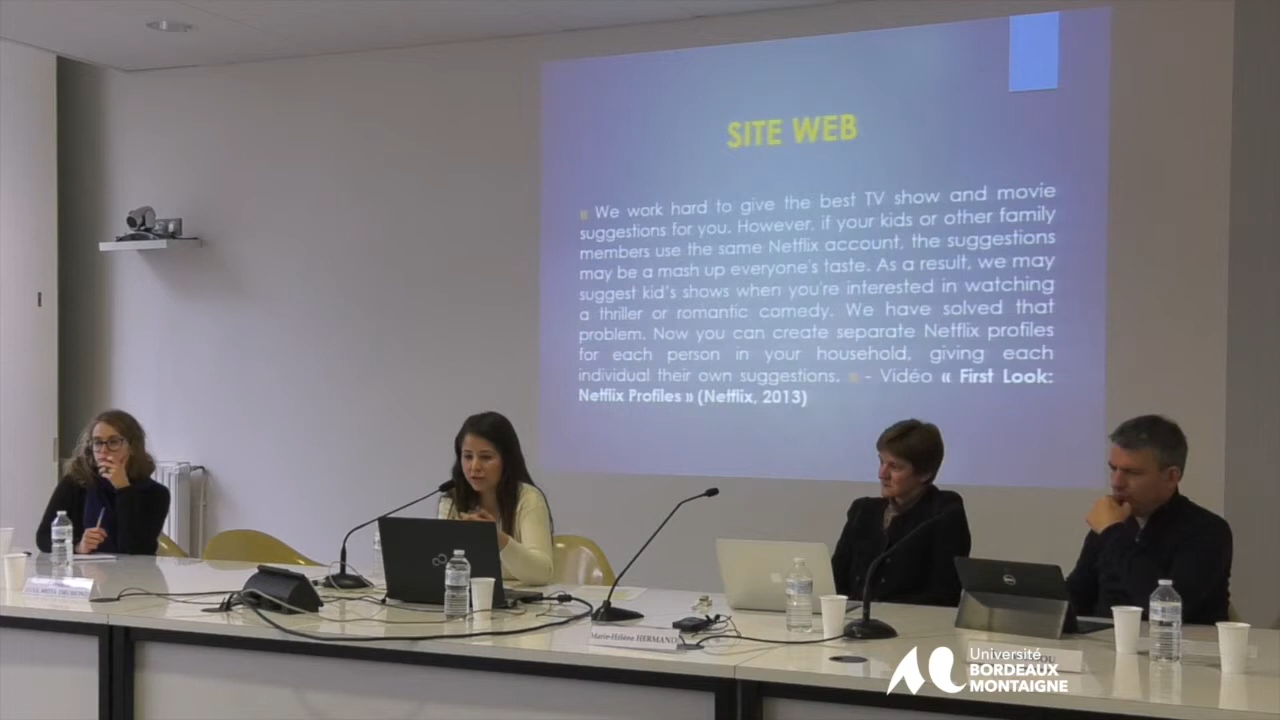 SITE WEB
We work hard to give the best TV show and movie
suggestions for you. However, if your kids or other family
members use the same Netflix account, the suggestions
may be a mash up everyone's taste. As a result, we may
suggest kid's shows when you're interested in watching
a thriller or romantic comedy. We have solved that
problem. Now you can create separate Netflix profiles
for each person in your household, giving each
individual their own suggestions. - Vidéo « First Look:
Netflix Profiles » (Netflix, 2013)
Marie-Hélène HERMAND
Université
BORDEAUX
MONTAIGNE